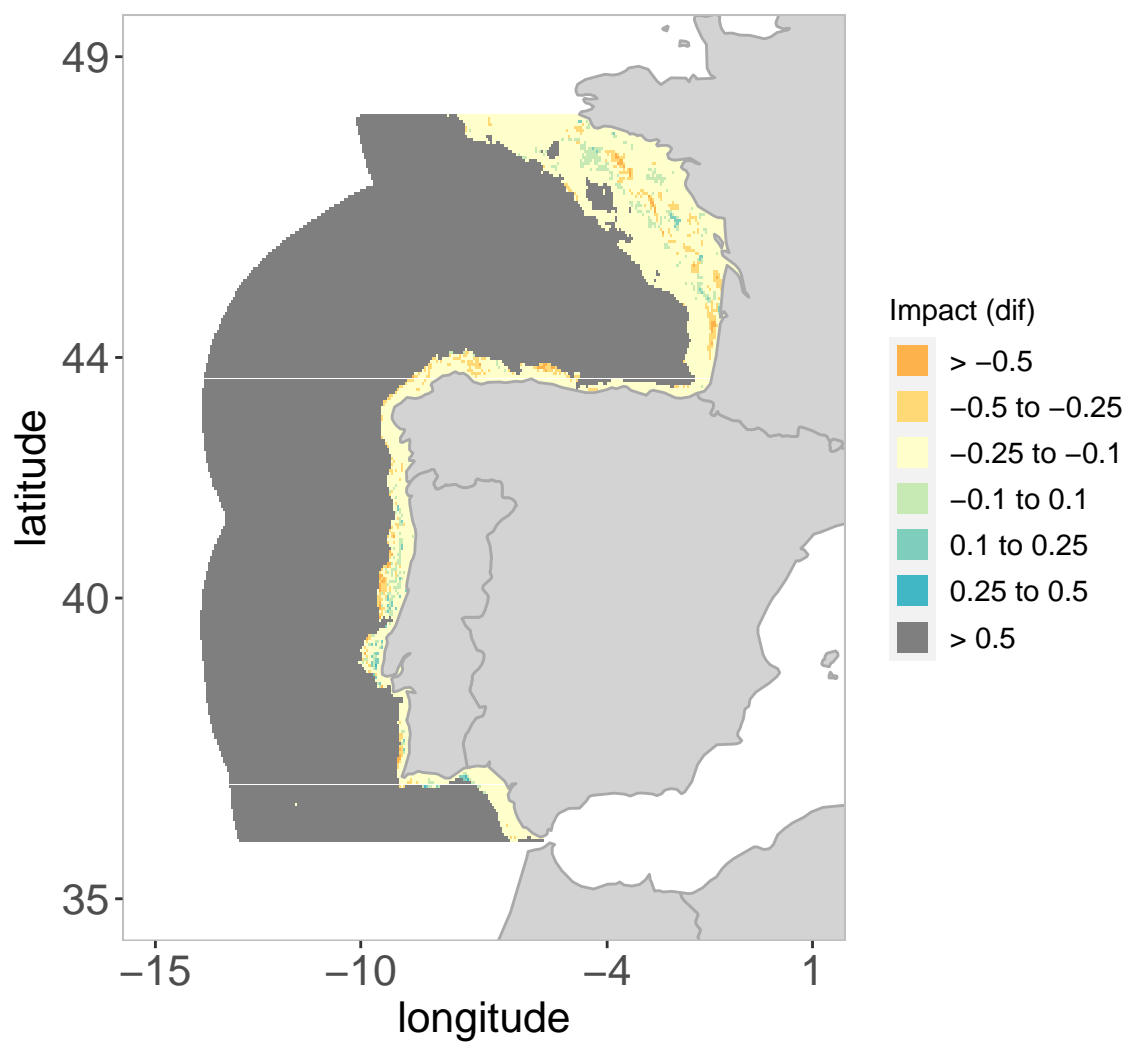 49
44
40
35
latitude
−15
−10
−4
1
longitude
Impact (dif)
> −0.5
−0.5 to −0.25
−0.25 to −0.1
−0.1 to 0.1
0.1 to 0.25
0.25 to 0.5
> 0.5